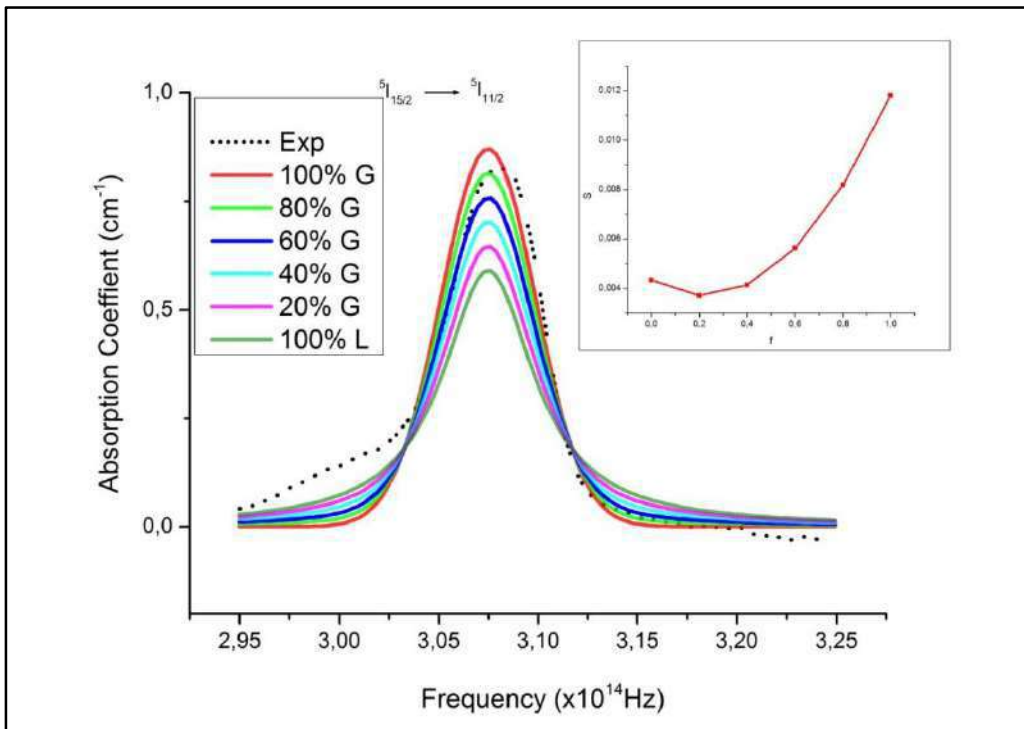 ⁵I₁₅/₂ → ⁵I₁₁/₂
1,0
0,5
0,0
Absorption Coeffient (cm⁻¹)
Exp
100% G
80% G
60% G
40% G
20% G
100% L
0,012
0,010
0,008
0,006
0,004
S
0,0 0,2 0,4 0,6 0,8 1,0
f
2,95 3,00 3,05 3,10 3,15 3,20 3,25
Frequency (x10¹⁴Hz)